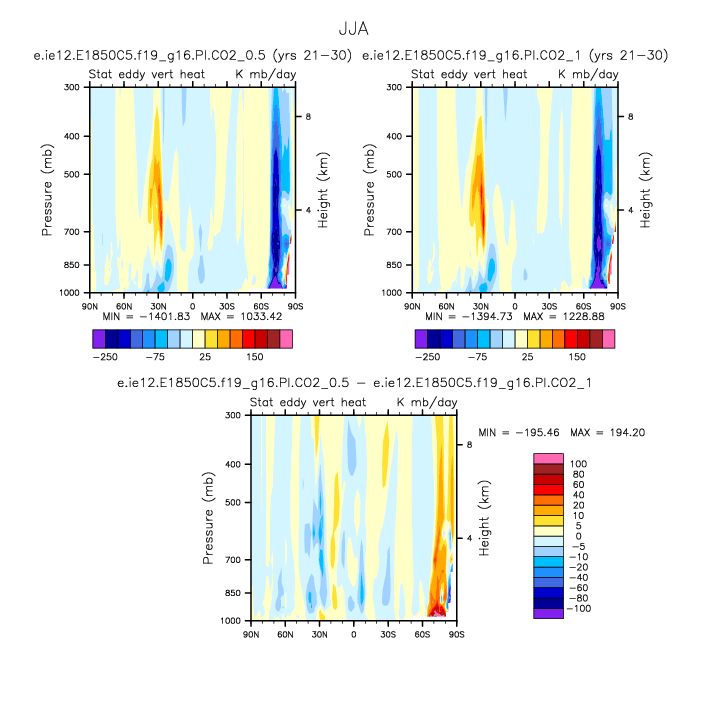 JJA
e.ie12.E1850C5.f19_g16.PI.CO2_0.5 (yrs 21-30) e.ie12.E1850C5.f19_g16.PI.CO2_1 (yrs 21-30)
Stat eddy vert heat K mb/day Stat eddy vert heat K mb/day
300 300
400 8 400 8
500 500
Pressure (mb) Height (km) Pressure (mb) Height (km)
700 4 700 4
850 850
1000 1000
90N 60N 30N 0 30S 60S 90S 90N 60N 30N 0 30S 60S 90S
MIN = -1401.83 MAX = 1033.42 MIN = -1394.73 MAX = 1228.88
-250 -75 25 150 -250 -75 25 150
e.ie12.E1850C5.f19_g16.PI.CO2_0.5 - e.ie12.E1850C5.f19_g16.PI.CO2_1
Stat eddy vert heat K mb/day
MIN = -195.46 MAX = 194.20
300
400 8
500
Pressure (mb) Height (km)
700 4
850
1000
90N 60N 30N 0 30S 60S 90S
100
80
60
40
20
10
5
0
-5
-10
-20
-40
-60
-80
-100